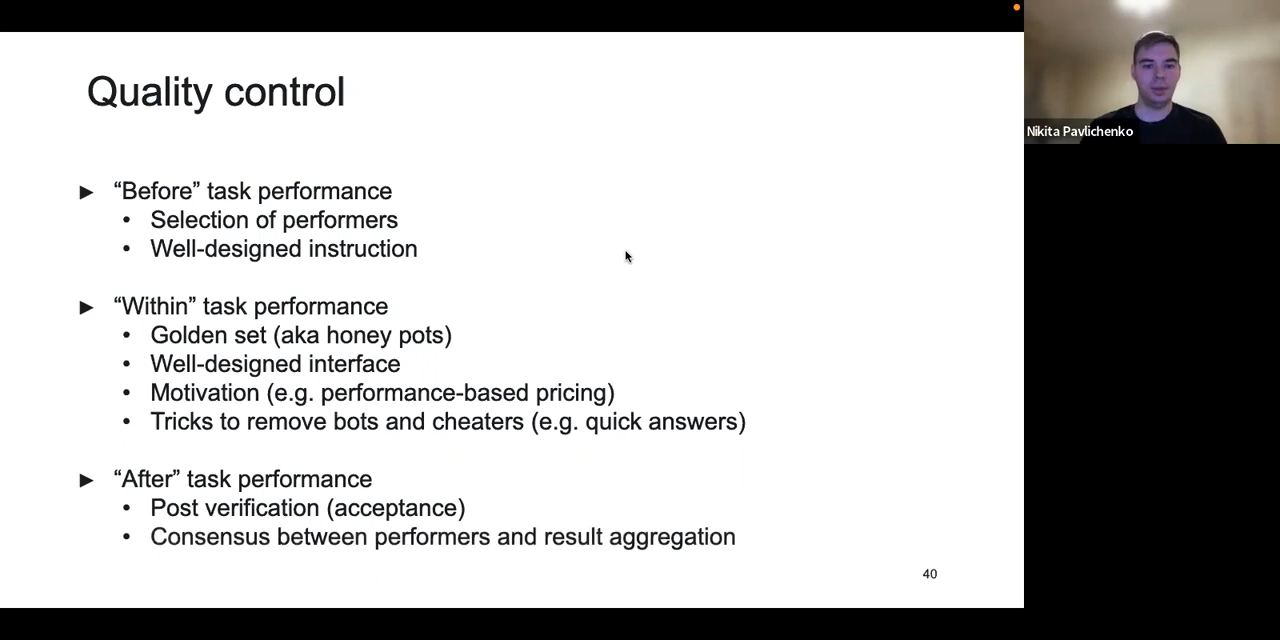 Quality control
► “Before” task performance
• Selection of performers
• Well-designed instruction
► “Within” task performance
• Golden set (aka honey pots)
• Well-designed interface
• Motivation (e.g. performance-based pricing)
• Tricks to remove bots and cheaters (e.g. quick answers)
► “After” task performance
• Post verification (acceptance)
• Consensus between performers and result aggregation
40
Nikita Pavlichenko